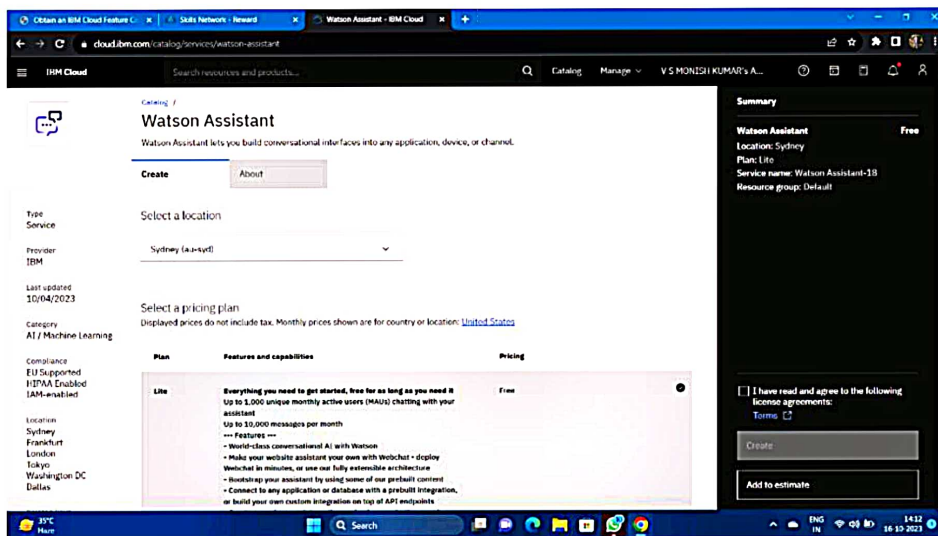 Obtain an IBM Cloud Feature C
Skills Network - Reward
Watson Assistant - IBM Cloud
cloud.ibm.com/catalog/services/watson-assistant
IBM Cloud
Search resources and products...
Catalog
Manage
V S MONISH KUMAR's A...
Catalog /
Watson Assistant
Watson Assistant lets you build conversational interfaces into any application, device, or channel.
Create
About
Type
Service
Provider
IBM
Last updated
10/04/2023
Category
AI / Machine Learning
Compliance
EU Supported
HIPAA Enabled
IAM-enabled
Location
Sydney
Frankfurt
London
Tokyo
Washington DC
Dallas
Select a location
Sydney (au-syd)
Select a pricing plan
Displayed prices do not include tax. Monthly prices shown are for country or location: United States
Plan
Features and capabilities
Pricing
Lite
Everything you need to get started, free for as long as you need it
Free
Up to 1,000 unique monthly active users (MAUs) chatting with your
assistant
Up to 10,000 messages per month
--- Features ---
- World-class conversational AI with Watson
- Make your website assistant your own with Webchat - deploy
Webchat in minutes, or use our fully extensible architecture
- Bootstrap your assistant by using some of our prebuilt content
- Connect to any application or database with a prebuilt integration,
or build your own custom integration on top of API endpoints
Summary
Watson Assistant
Free
Location: Sydney
Plan: Lite
Service name: Watson Assistant-18
Resource group: Default
I have read and agree to the following
license agreements:
Terms
Create
Add to estimate
35°C
Haze
Search
ENG
IN
14:12
16-10-2023